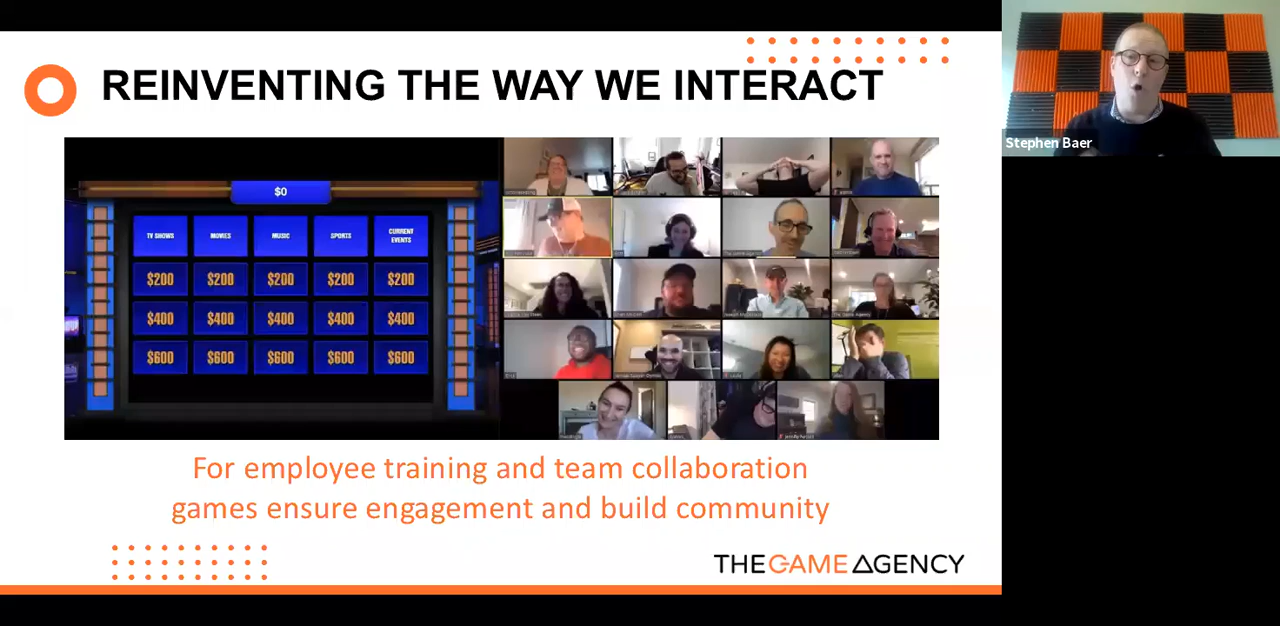 REINVENTING THE WAY WE INTERACT
Stephen Baer
$0
TV SHOWS MOVIES MUSIC SPORTS CURRENT EVENTS
$200 $200 $200 $200 $200
$400 $400 $400 $400 $400
$600 $600 $600 $600 $600
For employee training and team collaboration
games ensure engagement and build community
THEGAMEAGENCY